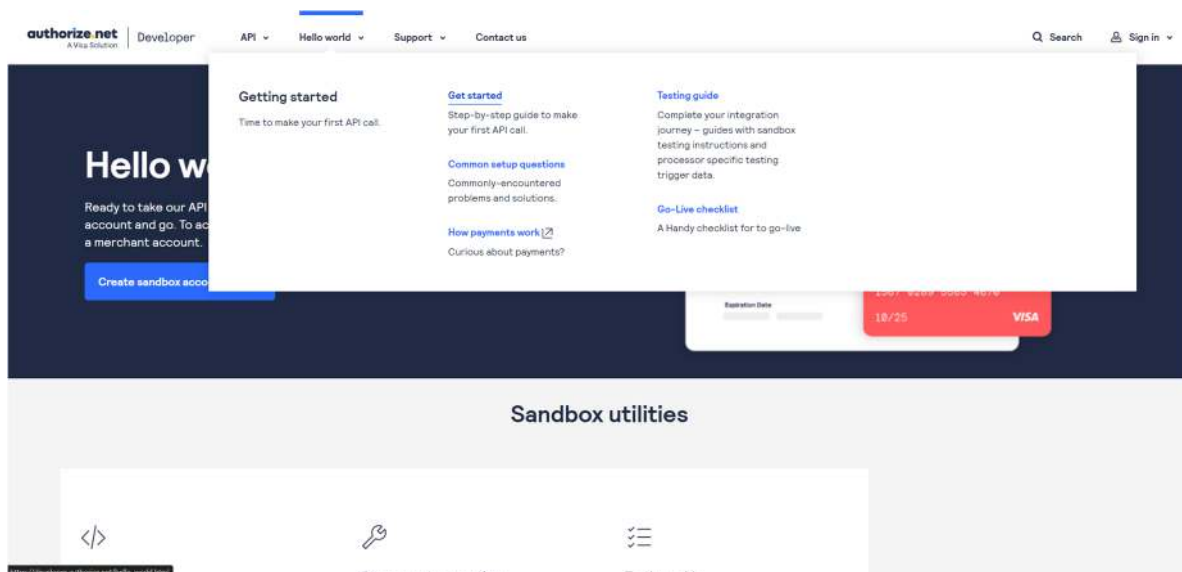 authorize.net
A Visa Solution
Developer
API
Hello world
Support
Contact us
Search
Sign in
Getting started
Time to make your first API call.
Get started
Step-by-step guide to make
your first API call.
Common setup questions
Commonly-encountered
problems and solutions.
How payments work
Curious about payments?
Testing guide
Complete your integration
journey – guides with sandbox
testing instructions and
processor specific testing
trigger data.
Go-Live checklist
A Handy checklist for to go-live
Hello w
Ready to take our API
account and go. To ac
a merchant account.
Create sandbox acco
Expiration Date
10/25
VISA
Sandbox utilities